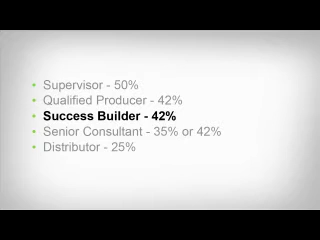 Supervisor - 50%
Qualified Producer - 42%
Success Builder - 42%
Senior Consultant - 35% or 42%
Distributor - 25%